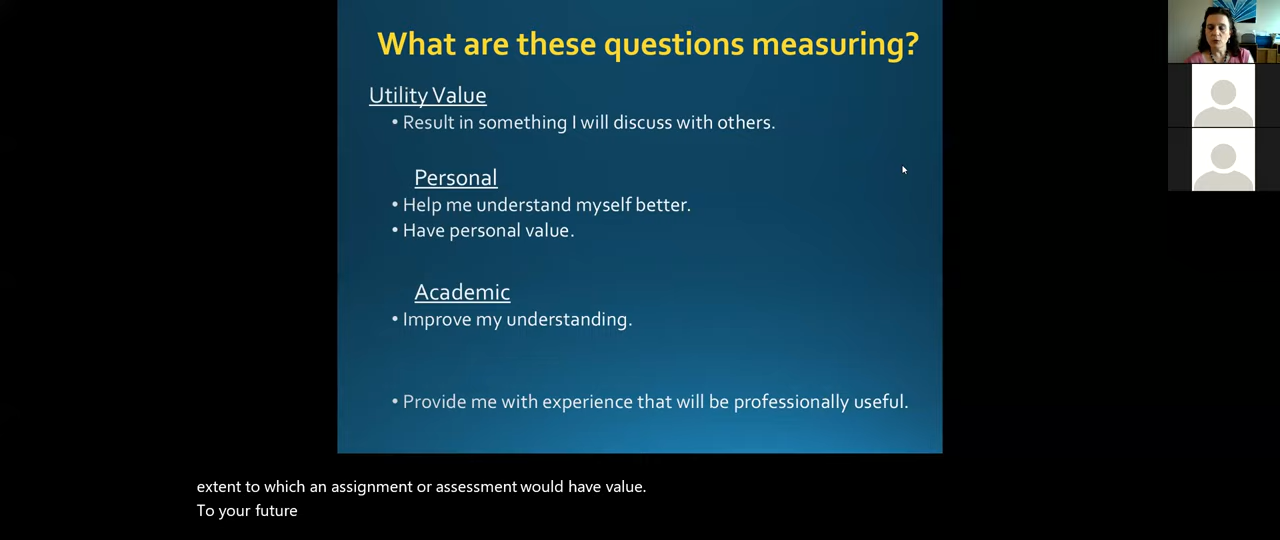 What are these questions measuring?
Utility Value
• Result in something I will discuss with others.
Personal
• Help me understand myself better.
• Have personal value.
Academic
• Improve my understanding.
• Provide me with experience that will be professionally useful.
extent to which an assignment or assessment would have value.
To your future